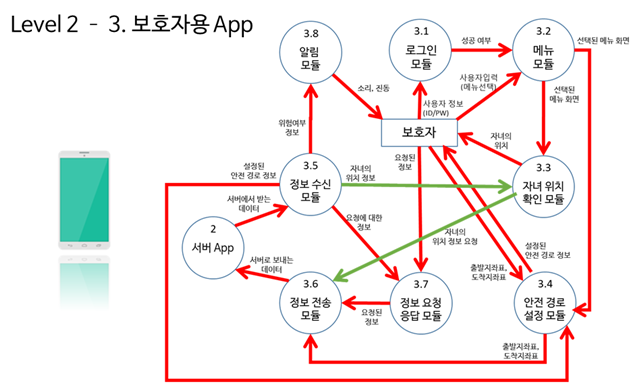 Level 2 - 3. 보호자용 App
3.8
알림
모듈
3.1
로그인
모듈
성공 여부
3.2
메뉴
모듈
선택된 메뉴 화면
사용자입력
(메뉴선택)
소리, 진동
사용자 정보
(ID/PW)
선택된
메뉴 화면
위험여부
정보
보호자
자녀의
위치
요청된
정보
설정된
안전 경로 정보
3.5
정보 수신
모듈
자녀의
위치 정보
3.3
자녀 위치
확인 모듈
서버에서 받는
데이터
요청에 대한
정보
2
서버 App
자녀의
위치 정보 요청
설정된
안전 경로 정보
서버로 보내는
데이터
출발지좌표,
도착지좌표
3.6
정보 전송
모듈
요청된
정보
3.7
정보 요청
응답 모듈
3.4
안전 경로
설정 모듈
출발지좌표,
도착지좌표